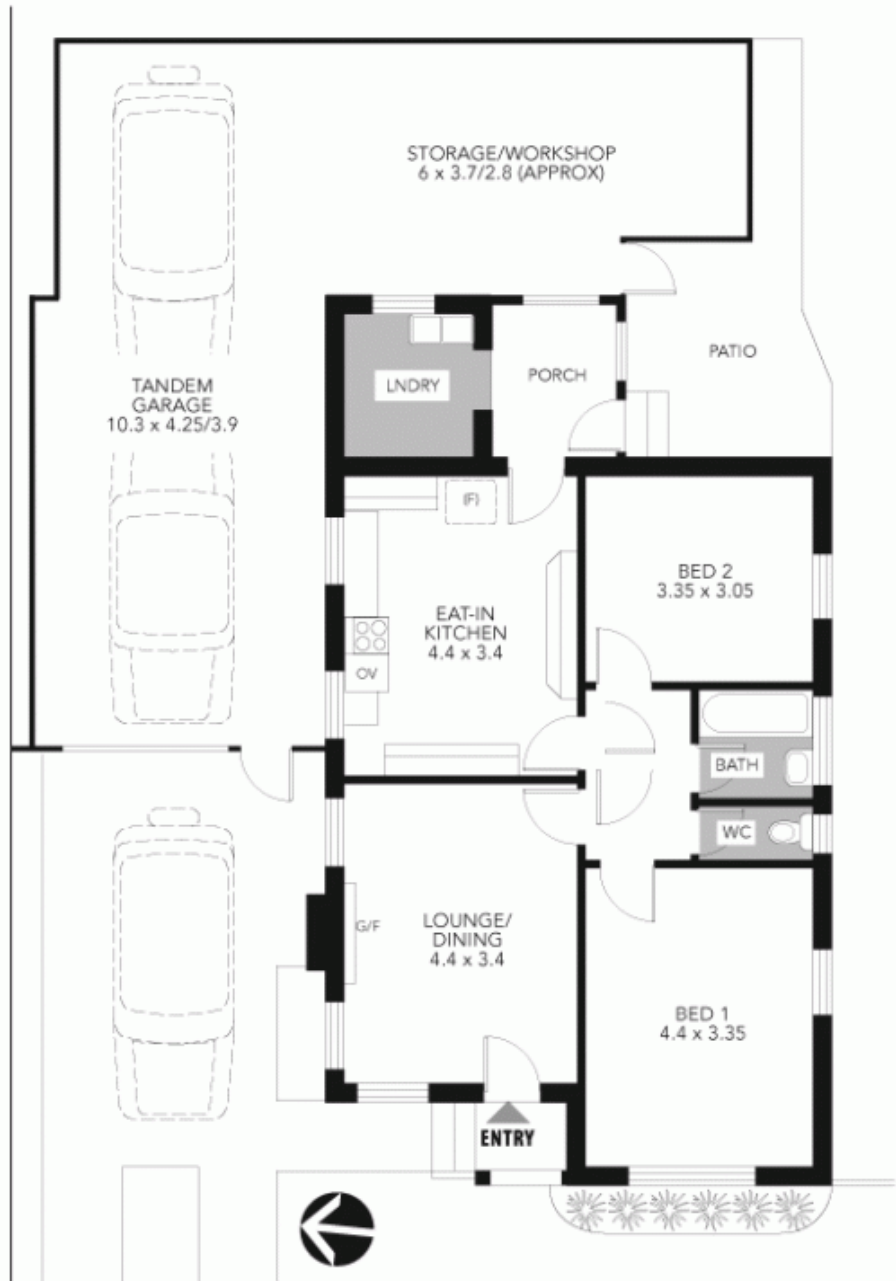 STORAGE/WORKSHOP
6 x 3.7/2.8 (APPROX)
TANDEM
GARAGE
10.3 x 4.25/3.9
LNDRY
PORCH
PATIO
(F)
EAT-IN
KITCHEN
4.4 x 3.4
OV
BED 2
3.35 x 3.05
BATH
WC
G/F
LOUNGE/
DINING
4.4 x 3.4
BED 1
4.4 x 3.35
ENTRY